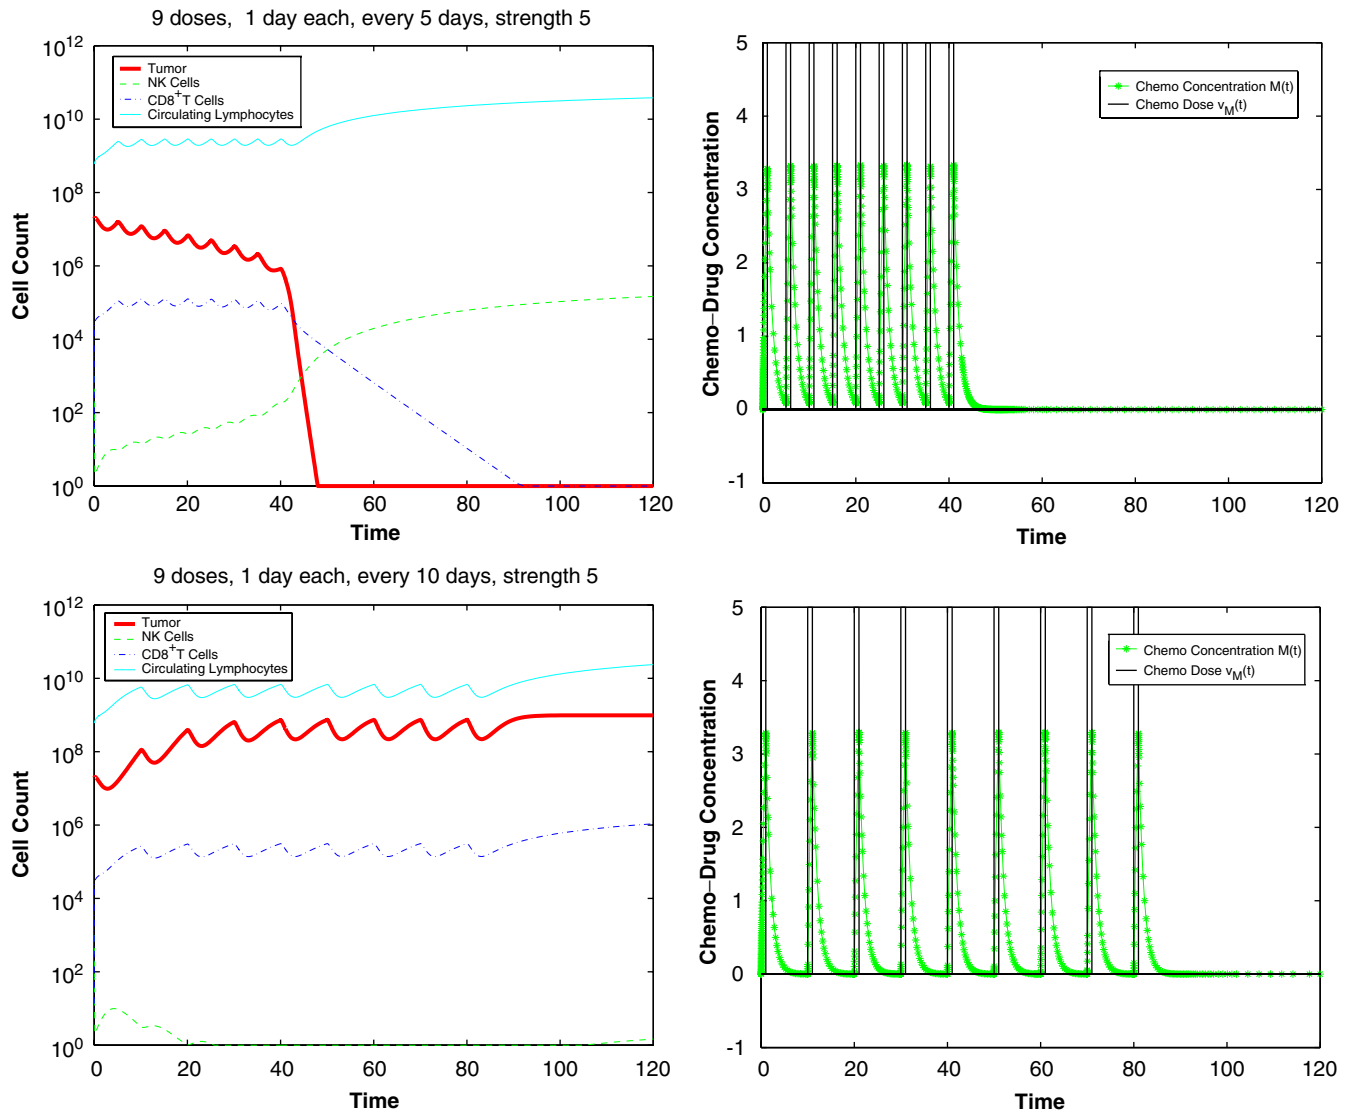 9 doses, 1 day each, every 5 days, strength 5
10^12
10^10
10^8
10^6
10^4
10^2
10^0
Cell Count
Tumor
NK Cells
CD8^+T Cells
Circulating Lymphocytes
0 20 40 60 80 100 120
Time
5
4
3
2
1
0
-1
Chemo-Drug Concentration
Chemo Concentration M(t)
Chemo Dose v_M(t)
0 20 40 60 80 100 120
Time
9 doses, 1 day each, every 10 days, strength 5
10^12
10^10
10^8
10^6
10^4
10^2
10^0
Cell Count
Tumor
NK Cells
CD8^+T Cells
Circulating Lymphocytes
0 20 40 60 80 100 120
Time
5
4
3
2
1
0
-1
Chemo-Drug Concentration
Chemo Concentration M(t)
Chemo Dose v_M(t)
0 20 40 60 80 100 120
Time